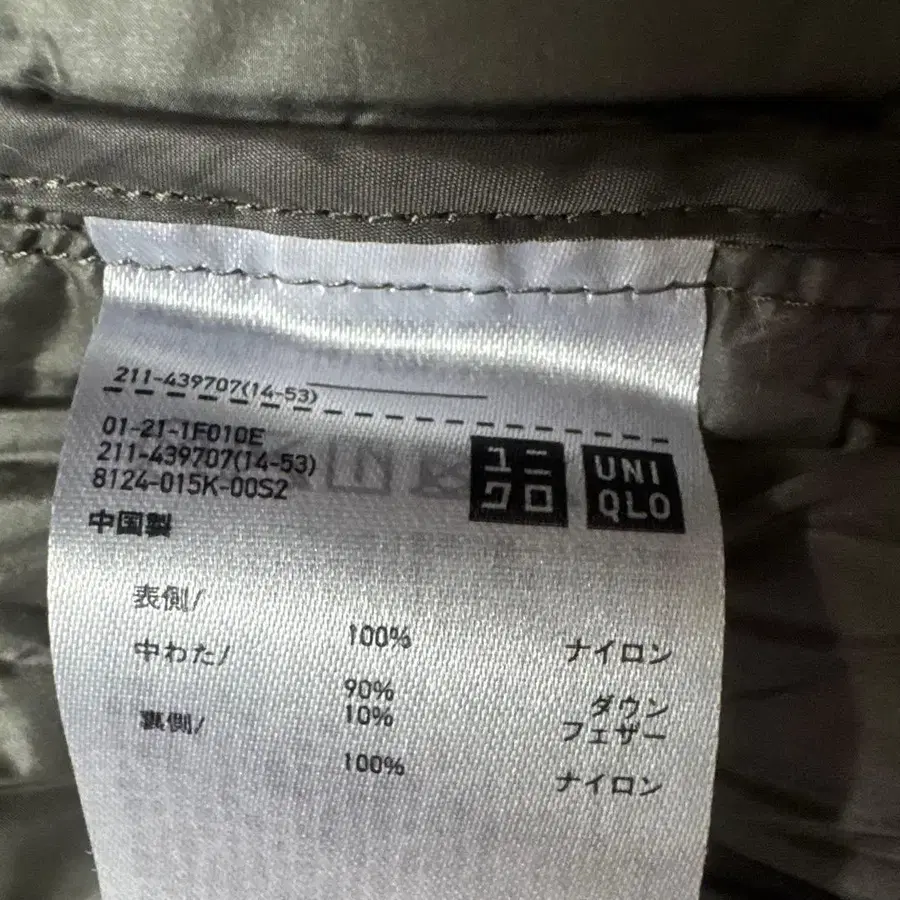 211-439707(14-53)
01-21-1F010E
211-439707(14-53)
8124-015K-00S2
中国製
ユニ
クロ
UNI
QLO
表側/
100% ナイロン
中わた/
90% ダウン
10% フェザー
裏側/
100% ナイロン